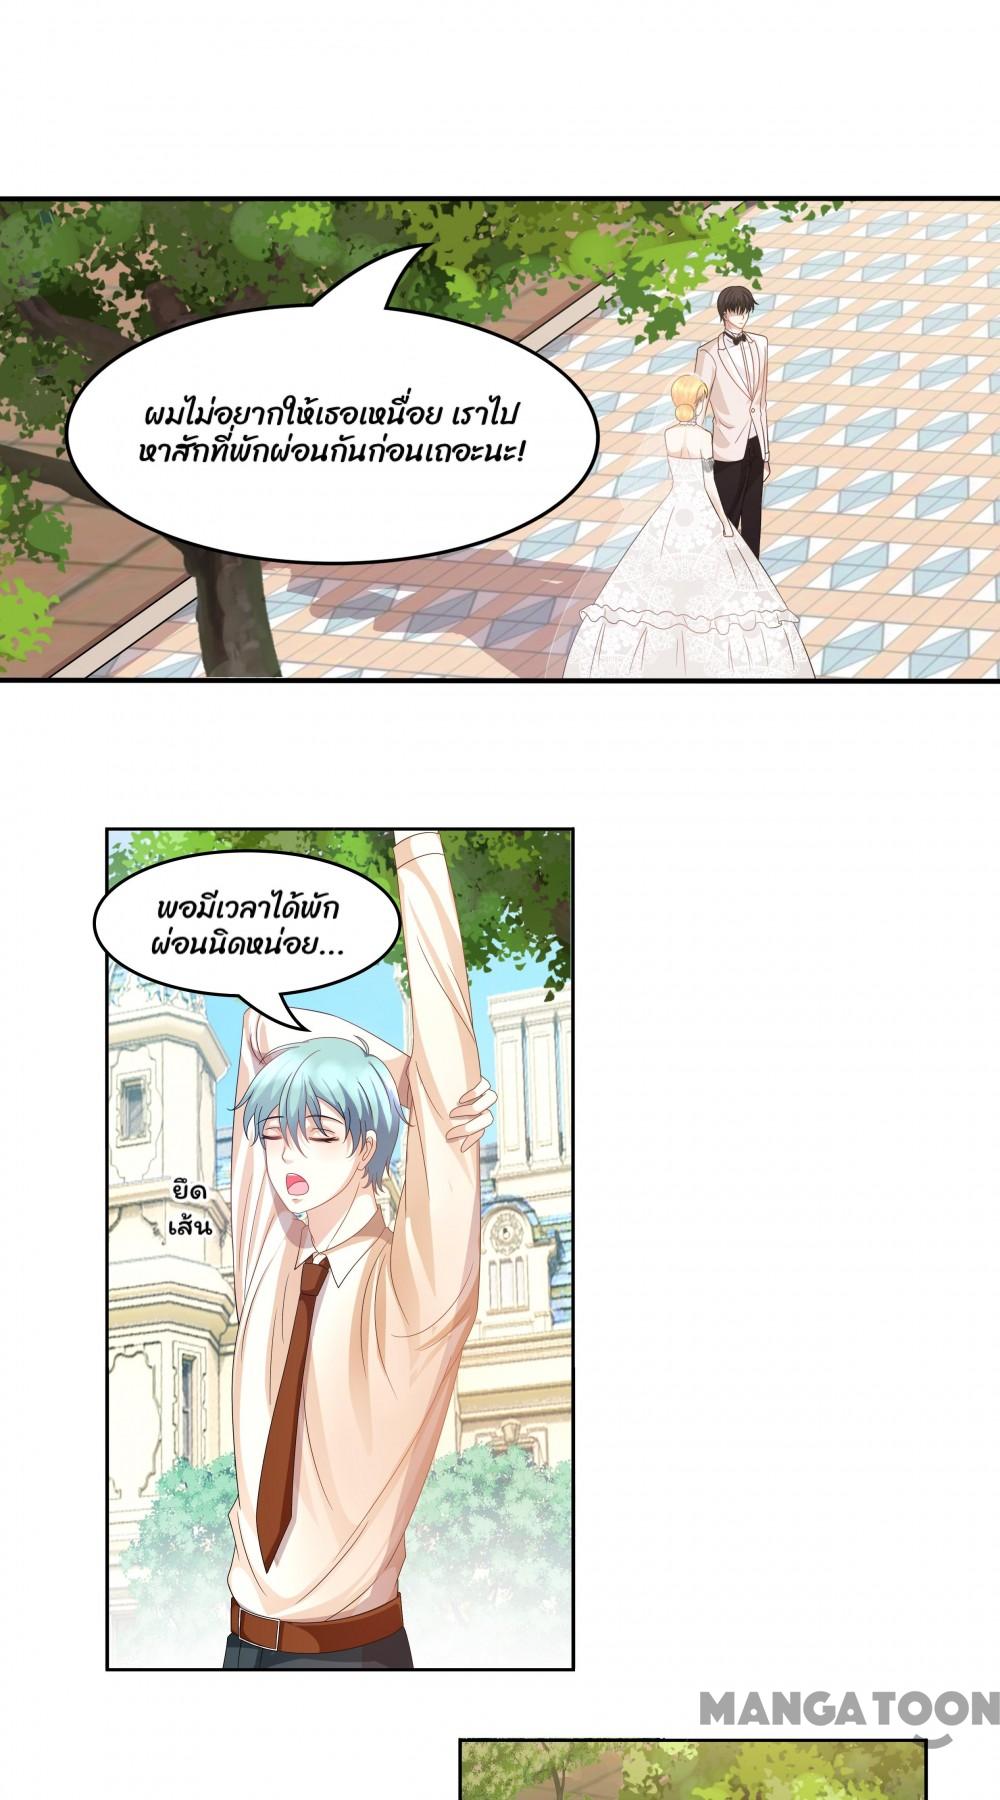 ผมไม่อยากให้เธอเหนื่อย เราไป
หาสักที่พักผ่อนกันก่อนเถอะนะ!
พอมีเวลาได้พัก
ผ่อนนิดหน่อย...
ยืด
เส้น
MANGATOON